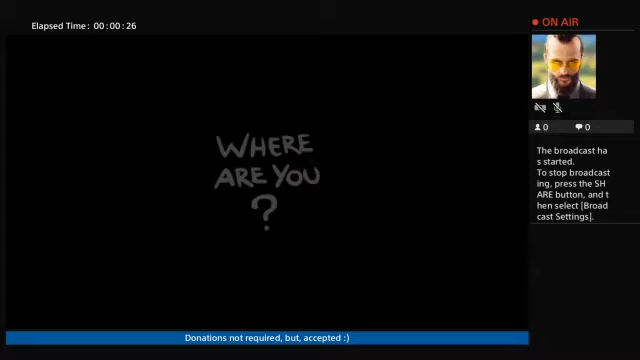 Elapsed Time: 00:00:26
ON AIR
WHERE
ARE YOU
?
0
0
The broadcast ha
s started.
To stop broadcast
ing, press the SH
ARE button, and t
hen select [Broad
cast Settings].
Donations not required, but, accepted :)